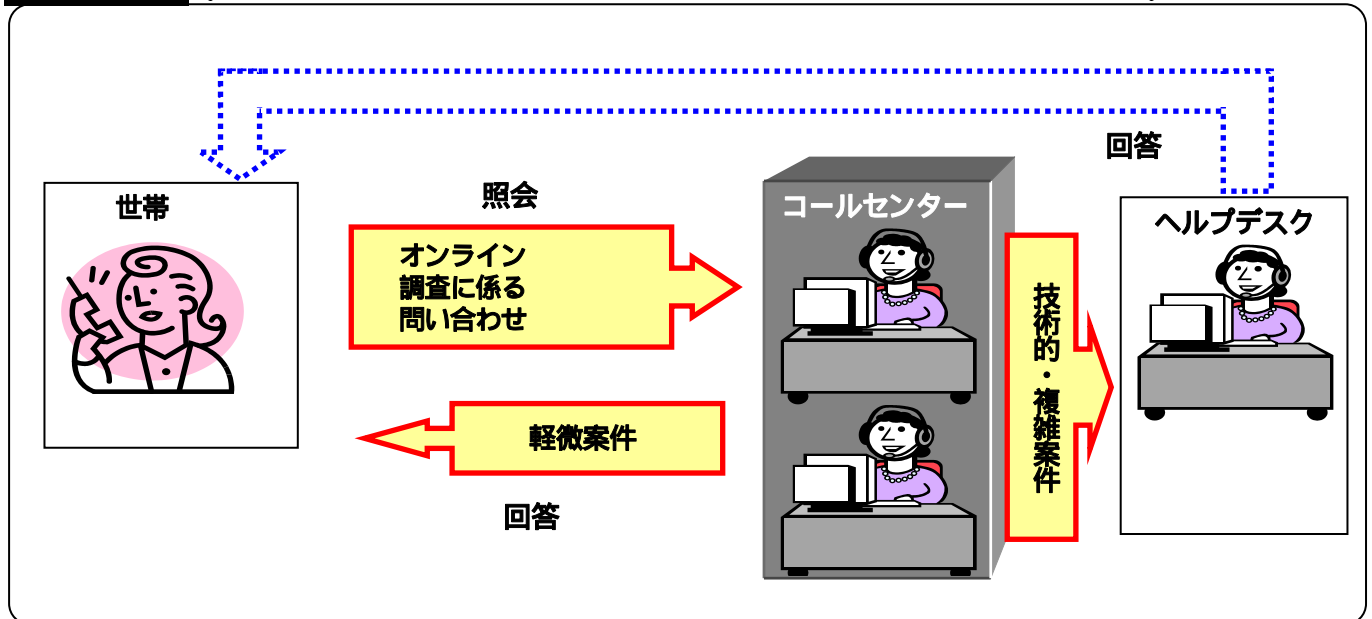 回答
世帯
照会
オンライン
調査に係る
問い合わせ
コールセンター
ヘルプデスク
技術的・複雑案件
軽微案件
回答